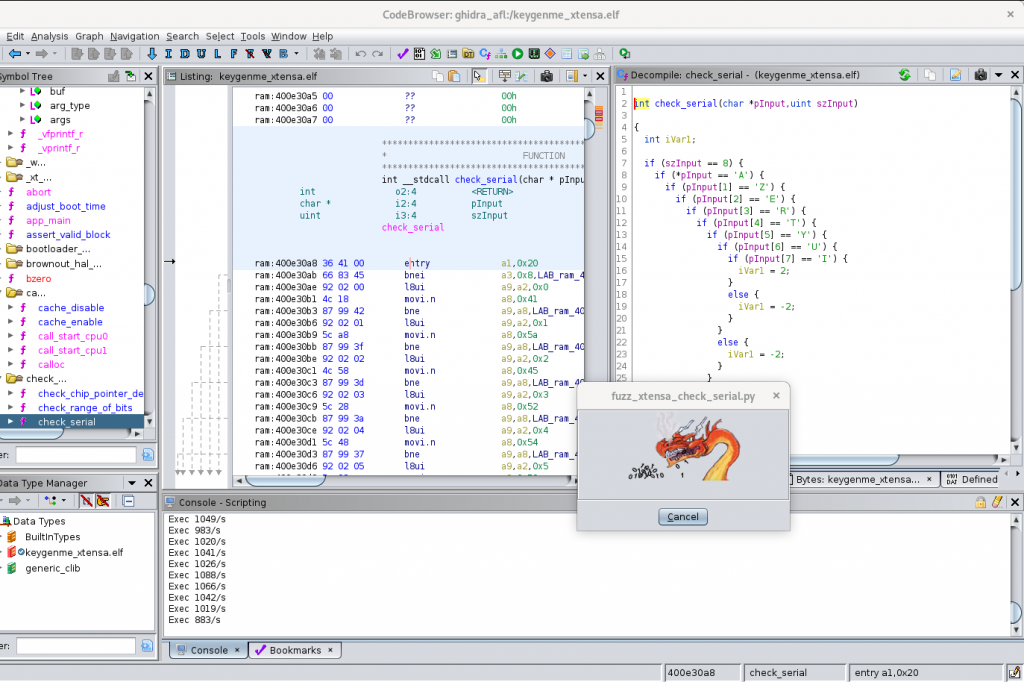 CodeBrowser: ghidra_afl:/keygenme_xtensa.elf
Edit Analysis Graph Navigation Search Select Tools Window Help
I D U L F R V B
Symbol Tree
buf
arg_type
args
_vfprintf_r
_vprintf_r
_w...
_xt_...
abort
adjust_boot_time
app_main
assert_valid_block
bootloader_...
brownout_hal_...
bzero
ca...
cache_disable
cache_enable
call_start_cpu0
call_start_cpu1
calloc
check_...
check_chip_pointer_de
check_range_of_bits
check_serial
er:
Data Type Manager
Data Types
BuiltInTypes
keygenme_xtensa.elf
generic_clib
er:
Listing: keygenme_xtensa.elf
ram:400e30a5 00 ?? 00h
ram:400e30a6 00 ?? 00h
ram:400e30a7 00 ?? 00h
* FUNCTION
int __stdcall check_serial(char * pInpu
int o2:4 <RETURN>
char * i2:4 pInput
uint i3:4 szInput
check_serial
ram:400e30a8 36 41 00 entry a1,0x20
ram:400e30ab 66 83 45 bnei a3,0x8,LAB_ram_4
ram:400e30ae 92 02 00 l8ui a9,a2,0x0
ram:400e30b1 4c 18 movi.n a8,0x41
ram:400e30b3 87 99 42 bne a9,a8,LAB_ram_40
ram:400e30b6 92 02 01 l8ui a9,a2,0x1
ram:400e30b9 5c a8 movi.n a8,0x5a
ram:400e30bb 87 99 3f bne a9,a8,LAB_ram_40
ram:400e30be 92 02 02 l8ui a9,a2,0x2
ram:400e30c1 4c 58 movi.n a8,0x45
ram:400e30c3 87 99 3d bne a9,a8,LAB_ram_40
ram:400e30c6 92 02 03 l8ui a9,a2,0x3
ram:400e30c9 5c 28 movi.n a8,0x52
ram:400e30cb 87 99 3a bne a9,a8,LAB_ram_4
ram:400e30ce 92 02 04 l8ui a9,a2,0x4
ram:400e30d1 5c 48 movi.n a8,0x54
ram:400e30d3 87 99 37 bne a9,a8,LAB_ram_4
ram:400e30d6 92 02 05 l8ui a9,a2,0x5
Decompile: check_serial - (keygenme_xtensa.elf)
1
2 int check_serial(char *pInput,uint szInput)
3
4 {
5 int iVar1;
6
7 if (szInput == 8) {
8 if (*pInput == 'A') {
9 if (pInput[1] == 'Z') {
10 if (pInput[2] == 'E') {
11 if (pInput[3] == 'R') {
12 if (pInput[4] == 'T') {
13 if (pInput[5] == 'Y') {
14 if (pInput[6] == 'U') {
15 if (pInput[7] == 'I') {
16 iVar1 = 2;
17 }
18 else {
19 iVar1 = -2;
20 }
21 }
22 else {
23 iVar1 = -2;
24 }
25 }
Bytes: keygenme_xtensa...
Defined
fuzz_xtensa_check_serial.py
Cancel
Console - Scripting
Exec 1049/s
Exec 983/s
Exec 1020/s
Exec 1041/s
Exec 1026/s
Exec 1088/s
Exec 1066/s
Exec 1042/s
Exec 1019/s
Exec 883/s
Console
Bookmarks
400e30a8
check_serial
entry a1,0x20